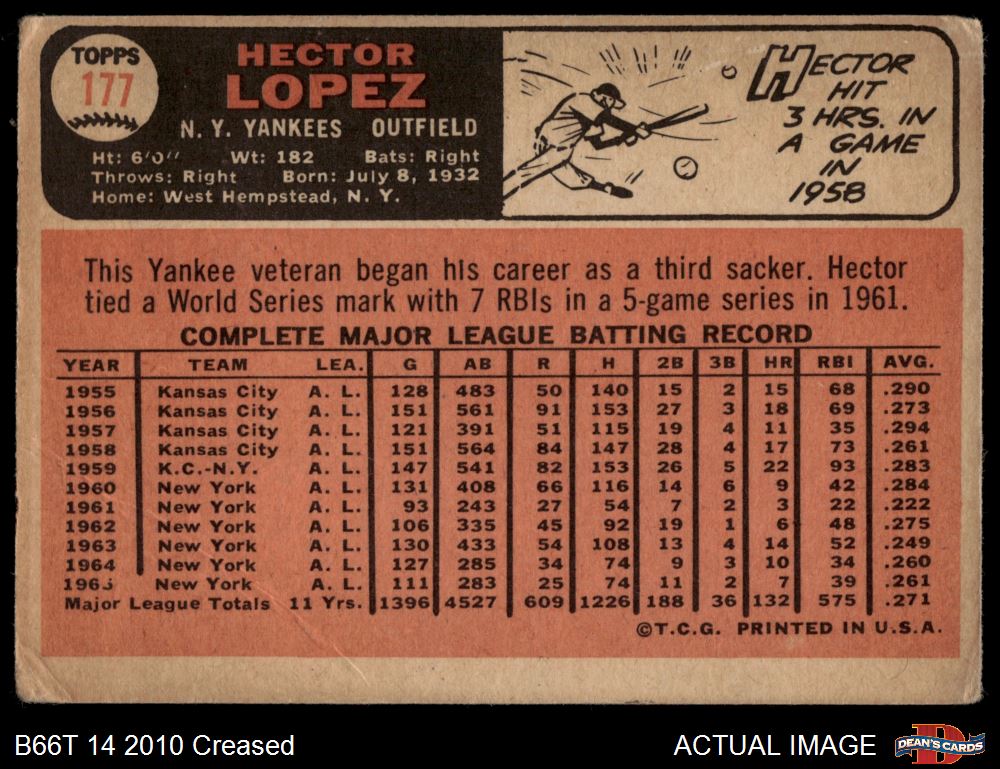 TOPPS
177
HECTOR
LOPEZ
N. Y. YANKEES OUTFIELD
Ht: 6'0" Wt: 182 Bats: Right
Throws: Right Born: July 8, 1932
Home: West Hempstead, N. Y.
HECTOR
HIT
3 HRS. IN
A GAME
IN
1958
This Yankee veteran began his career as a third sacker. Hector
tied a World Series mark with 7 RBIs in a 5-game series in 1961.
COMPLETE MAJOR LEAGUE BATTING RECORD
YEAR TEAM LEA. G AB R H 2B 3B HR RBI AVG.
1955 Kansas City A. L. 128 483 50 140 15 2 15 68 .290
1956 Kansas City A. L. 151 561 91 153 27 3 18 69 .273
1957 Kansas City A. L. 121 391 51 115 19 4 11 35 .294
1958 Kansas City A. L. 151 564 84 147 28 4 17 73 .261
1959 K.C.-N.Y. A. L. 147 541 82 153 26 5 22 93 .283
1960 New York A. L. 131 408 66 116 14 6 9 42 .284
1961 New York A. L. 93 243 27 54 7 2 3 22 .222
1962 New York A. L. 106 335 45 92 19 1 6 48 .275
1963 New York A. L. 130 433 54 108 13 4 14 52 .249
1964 New York A. L. 127 285 34 74 9 3 10 34 .260
1965 New York A. L. 111 283 25 74 11 2 7 39 .261
Major League Totals 11 Yrs. 1396 4527 609 1226 188 36 132 575 .271
©T.C.G. PRINTED IN U.S.A.
B66T 14 2010 Creased
ACTUAL IMAGE
D
DEAN'S CARDS